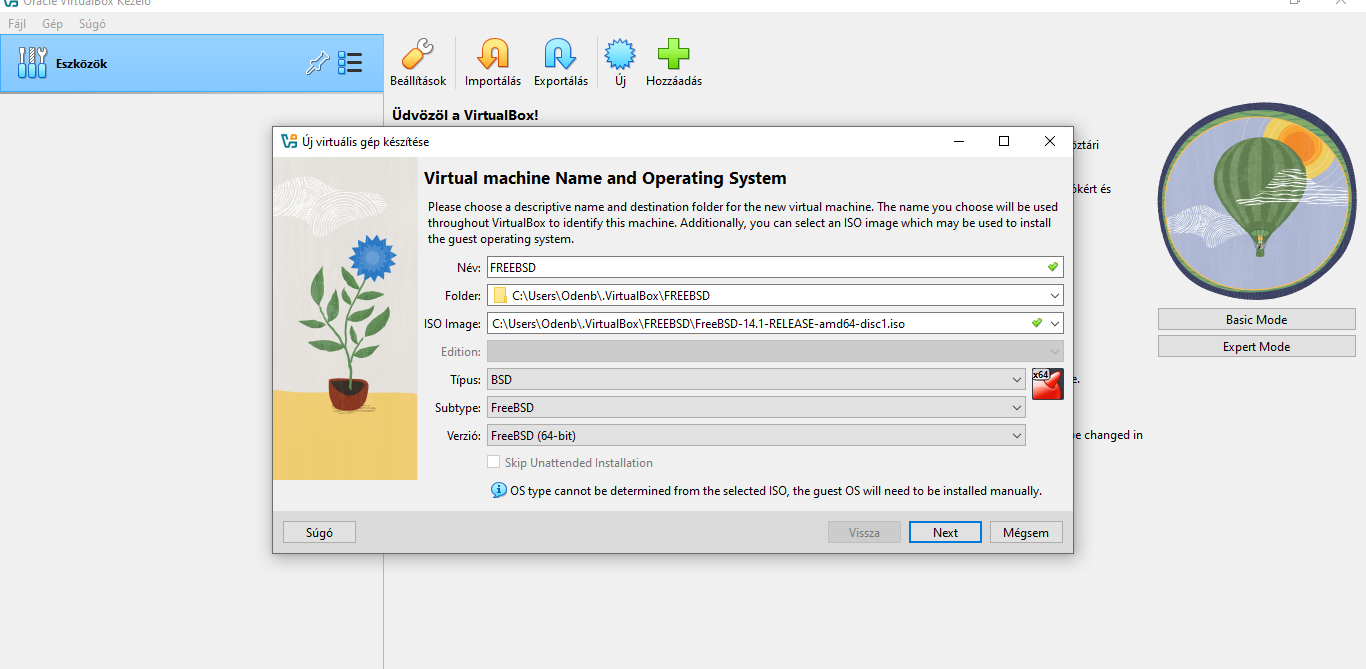 Oracle VirtualBox Kezelő
Fájl Gép Súgó
Eszközök
Beállítások Importálás Exportálás Új Hozzáadás
Üdvözöl a VirtualBox!
Új virtuális gép készítése
öztári
ókért és
Virtual machine Name and Operating System
Please choose a descriptive name and destination folder for the new virtual machine. The name you choose will be used
throughout VirtualBox to identify this machine. Additionally, you can select an ISO image which may be used to install
the guest operating system.
Név: FREEBSD
Folder: C:\Users\Odenb\.VirtualBox\FREEBSD
ISO Image: C:\Users\Odenb\.VirtualBox\FREEBSD\FreeBSD-14.1-RELEASE-amd64-disc1.iso
Basic Mode
Expert Mode
Edition:
Típus: BSD
x64
e.
Subtype: FreeBSD
Verzió: FreeBSD (64-bit)
be changed in
Skip Unattended Installation
OS type cannot be determined from the selected ISO, the guest OS will need to be installed manually.
Súgó Vissza Next Mégsem